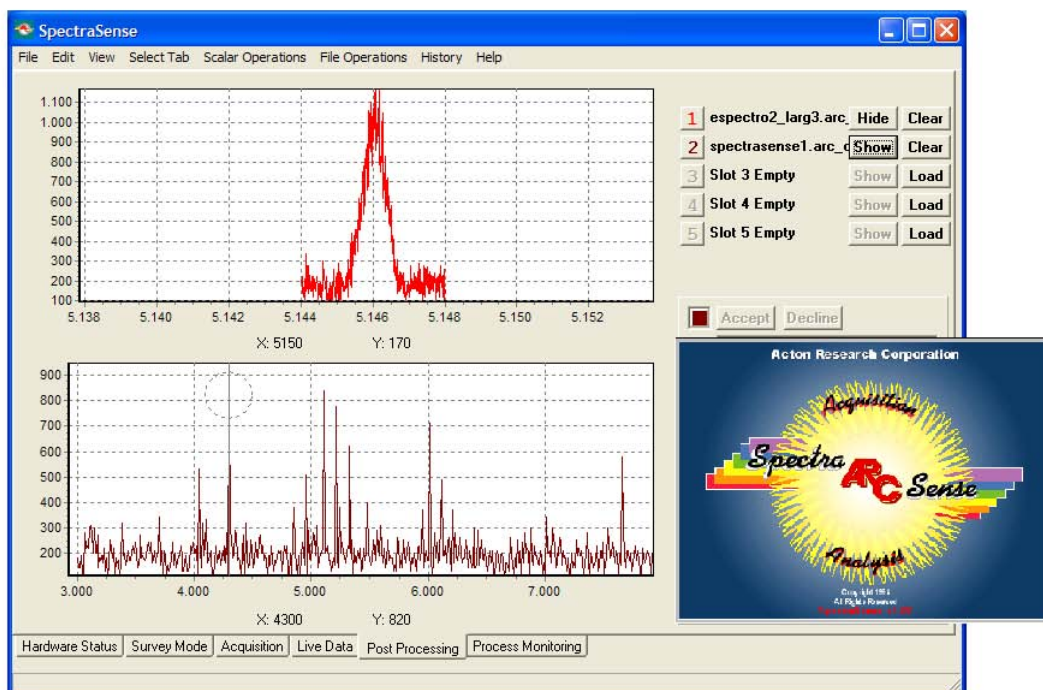 SpectraSense
File Edit View Select Tab Scalar Operations File Operations History Help
1.100
1.000
900
800
700
600
500
400
300
200
100
5.138 5.140 5.142 5.144 5.146 5.148 5.150 5.152
X: 5150 Y: 170
1 espectro2_larg3.arc_ Hide Clear
2 spectrasense1.arc_d Show Clear
3 Slot 3 Empty Show Load
4 Slot 4 Empty Show Load
5 Slot 5 Empty Show Load
Accept Decline
900
800
700
600
500
400
300
200
3.000 4.000 5.000 6.000 7.000
X: 4300 Y: 820
Acton Research Corporation
Acquisition
Spectra ARC Sense
Analysis
All Rights Reserved
Hardware Status Survey Mode Acquisition Live Data Post Processing Process Monitoring